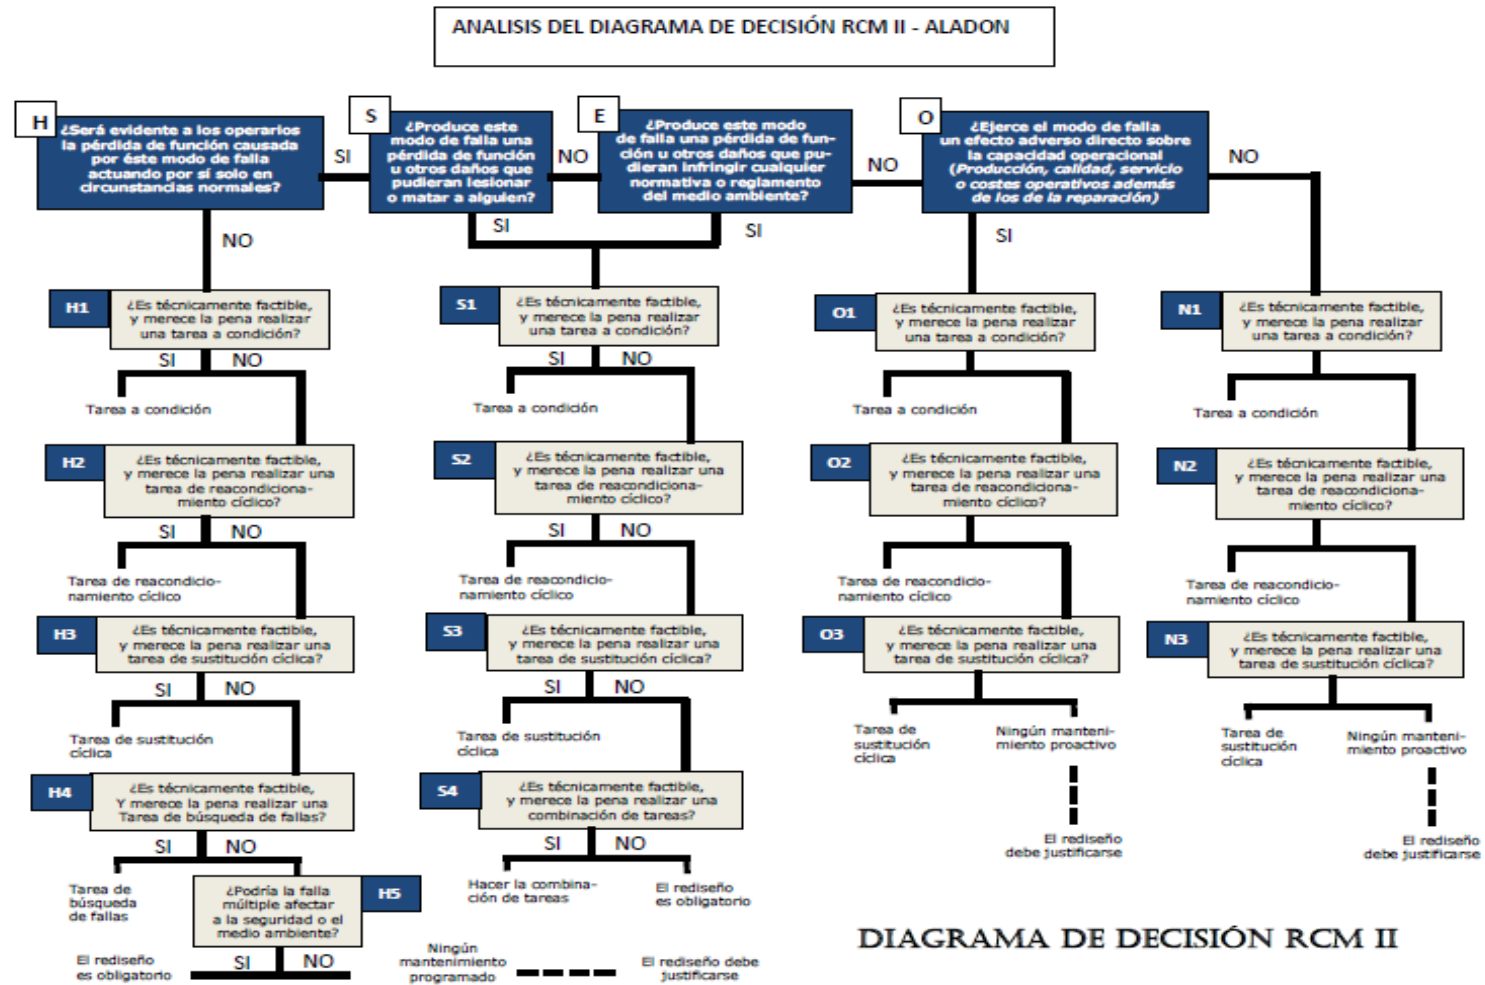 ANALISIS DEL DIAGRAMA DE DECISIÓN RCM II - ALADON
H
¿Será evidente a los operarios
la pérdida de función causada
por éste modo de falla
actuando por sí solo en
circunstancias normales?
SI
S
¿Produce este
modo de falla una
pérdida de función
u otros daños que
pudieran lesionar
o matar a alguien?
NO
E
¿Produce este modo
de falla una pérdida de fun-
ción u otros daños que pu-
dieran infringir cualquier
normativa o reglamento
del medio ambiente?
NO
O
¿Ejerce el modo de falla
un efecto adverso directo sobre
la capacidad operacional
(Producción, calidad, servicio
o costes operativos además
de los de la reparación)
NO
NO
SI
SI
SI
H1
¿Es técnicamente factible,
y merece la pena realizar
una tarea a condición?
SI NO
Tarea a condición
H2
¿Es técnicamente factible,
y merece la pena realizar una
tarea de reacondiciona-
miento cíclico?
SI NO
Tarea de reacondicio-
namiento cíclico
H3
¿Es técnicamente factible,
y merece la pena realizar una
tarea de sustitución cíclica?
SI NO
Tarea de sustitución
cíclica
H4
¿Es técnicamente factible,
Y merece la pena realizar una
Tarea de búsqueda de fallas?
SI NO
Tarea de
búsqueda
de fallas
H5
¿Podría la falla
múltiple afectar
a la seguridad o el
medio ambiente?
SI NO
El rediseño
es obligatorio
Ningún
mantenimiento
programado
El rediseño debe
justificarse
S1
¿Es técnicamente factible,
y merece la pena realizar
una tarea a condición?
SI NO
Tarea a condición
S2
¿Es técnicamente factible,
y merece la pena realizar una
tarea de reacondiciona-
miento cíclico?
SI NO
Tarea de reacondicio-
namiento cíclico
S3
¿Es técnicamente factible,
y merece la pena realizar una
tarea de sustitución cíclica?
SI NO
Tarea de sustitución
cíclica
S4
¿Es técnicamente factible,
y merece la pena realizar una
combinación de tareas?
SI NO
Hacer la combina-
ción de tareas
El rediseño
es obligatorio
O1
¿Es técnicamente factible,
y merece la pena realizar
una tarea a condición?
Tarea a condición
O2
¿Es técnicamente factible,
y merece la pena realizar una
tarea de reacondiciona-
miento cíclico?
Tarea de reacondicio-
namiento cíclico
O3
¿Es técnicamente factible,
y merece la pena realizar una
tarea de sustitución cíclica?
Tarea de
sustitución
cíclica
Ningún manteni-
miento proactivo
El rediseño
debe justificarse
N1
¿Es técnicamente factible,
y merece la pena realizar
una tarea a condición?
Tarea a condición
N2
¿Es técnicamente factible,
y merece la pena realizar una
tarea de reacondiciona-
miento cíclico?
Tarea de reacondicio-
namiento cíclico
N3
¿Es técnicamente factible,
y merece la pena realizar una
tarea de sustitución cíclica?
Tarea de
sustitución
cíclica
Ningún manteni-
miento proactivo
El rediseño
debe justificarse
DIAGRAMA DE DECISIÓN RCM II